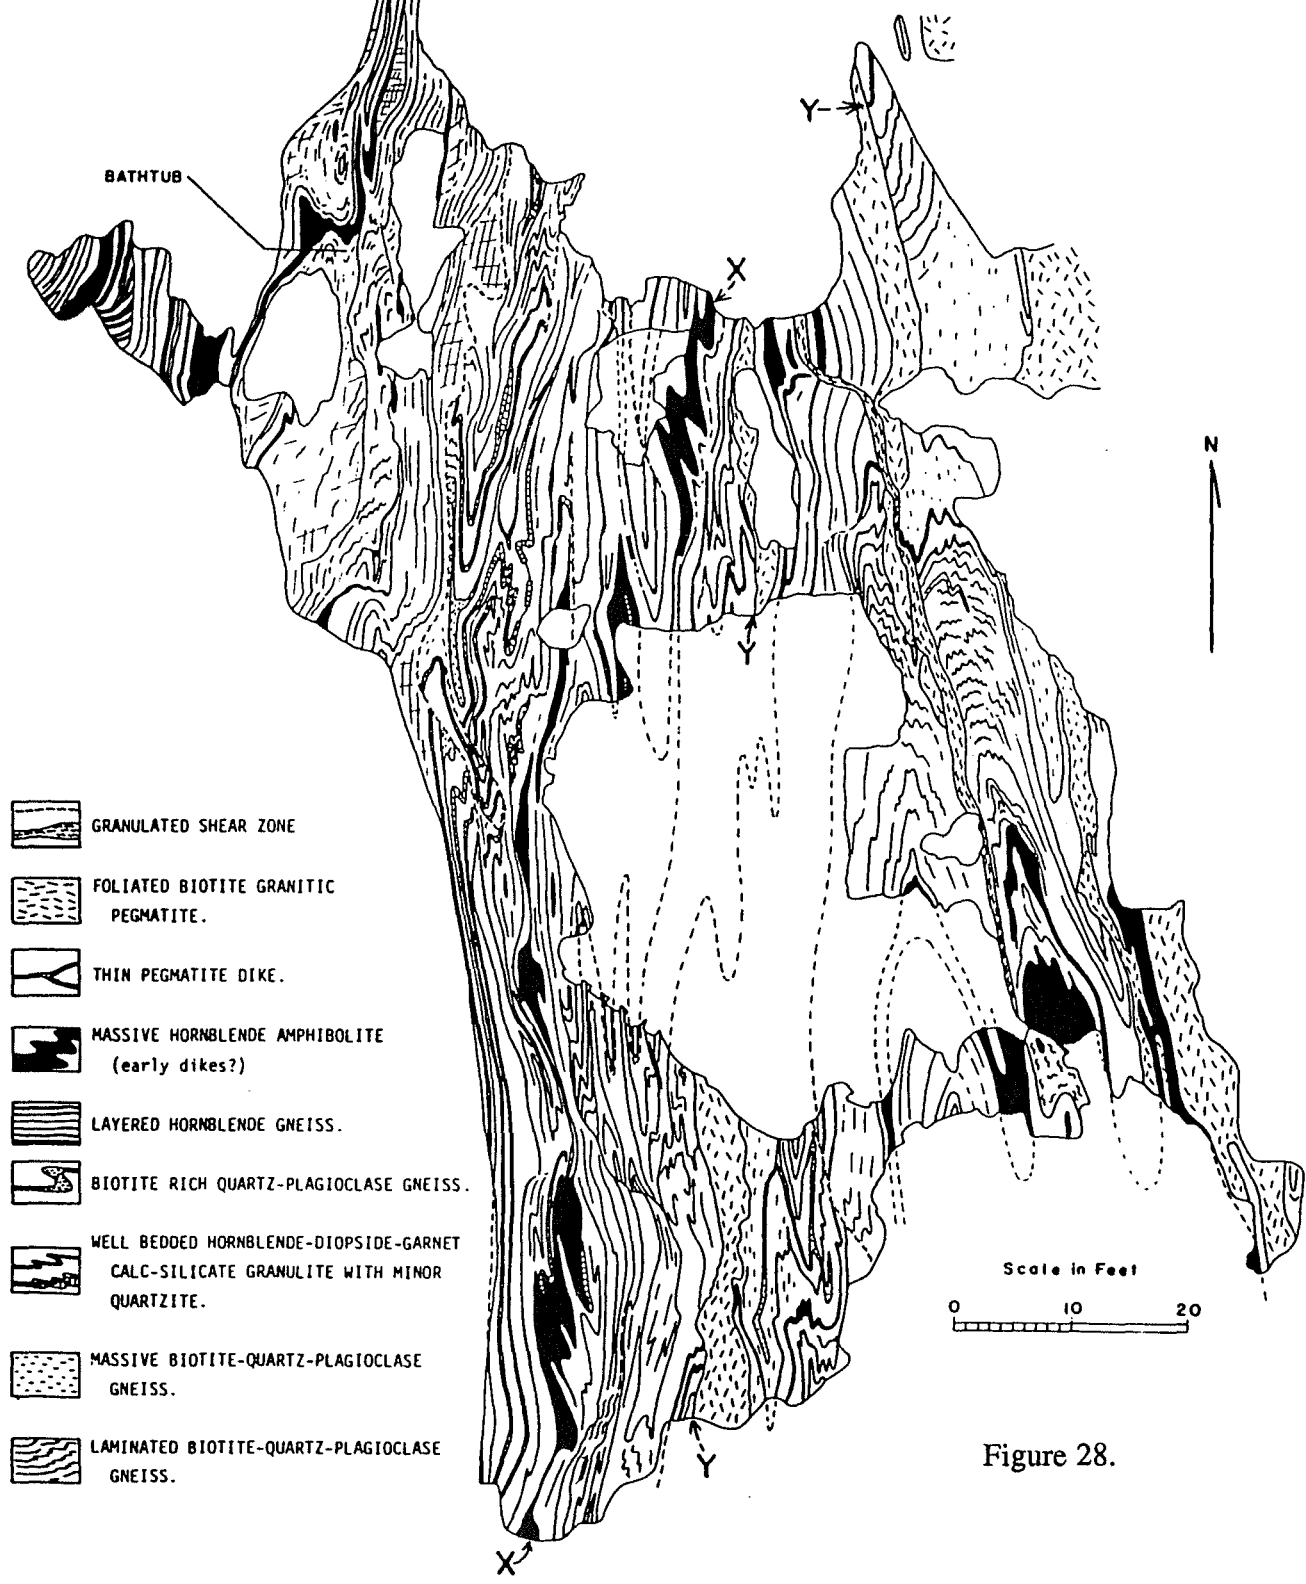 Y
BATHTUB
X
N
Y
GRANULATED SHEAR ZONE
FOLIATED BIOTITE GRANITIC
PEGMATITE.
THIN PEGMATITE DIKE.
MASSIVE HORNBLENDE AMPHIBOLITE
(early dikes?)
LAYERED HORNBLENDE GNEISS.
BIOTITE RICH QUARTZ-PLAGIOCLASE GNEISS.
WELL BEDDED HORNBLENDE-DIOPSIDE-GARNET
CALC-SILICATE GRANULITE WITH MINOR
QUARTZITE.
MASSIVE BIOTITE-QUARTZ-PLAGIOCLASE
GNEISS.
LAMINATED BIOTITE-QUARTZ-PLAGIOCLASE
GNEISS.
Scale in Feet
0 10 20
Figure 28.
Y
X